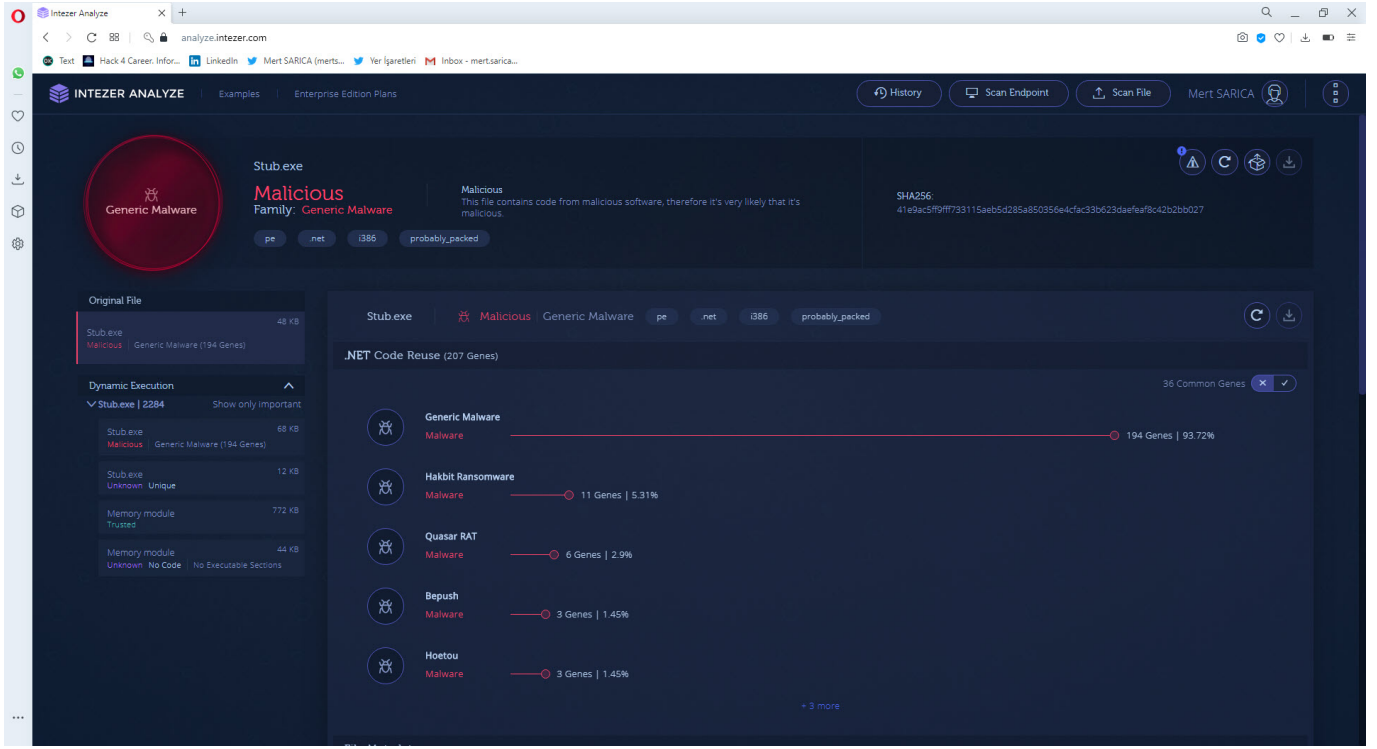 Intezer Analyze
analyze.intezer.com
Text Hack 4 Career. Infor... LinkedIn Mert SARICA (merts... Yer İşaretleri Inbox - mert.sarica...
INTEZER ANALYZE Examples Enterprise Edition Plans History Scan Endpoint Scan File Mert SARICA
Generic Malware
Stub.exe
Malicious
Family: Generic Malware
pe .net i386 probably_packed
Malicious
This file contains code from malicious software, therefore it's very likely that it's
malicious.
SHA256:
41e9ac5ff9fff733115aeb5d285a850356e4cfac33b623daefeaf8c42b2bb027
Original File
48 KB
Stub.exe
Malicious Generic Malware (194 Genes)
Dynamic Execution
Stub.exe | 2284 Show only important
68 KB
Stub.exe
Malicious Generic Malware (194 Genes)
12 KB
Stub.exe
Unknown Unique
772 KB
Memory module
Trusted
44 KB
Memory module
Unknown No Code No Executable Sections
Stub.exe Malicious Generic Malware pe .net i386 probably_packed
.NET Code Reuse (207 Genes)
36 Common Genes
Generic Malware
Malware 194 Genes | 93.72%
Hakbit Ransomware
Malware 11 Genes | 5.31%
Quasar RAT
Malware 6 Genes | 2.9%
Bepush
Malware 3 Genes | 1.45%
Hoetou
Malware 3 Genes | 1.45%
+ 3 more